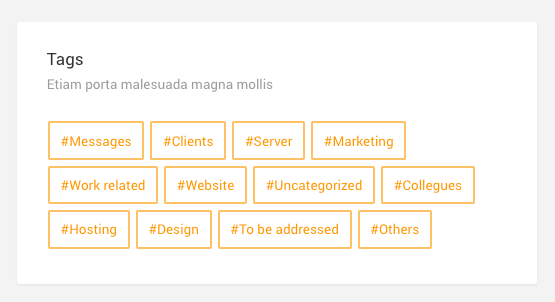 Tags
Etiam porta malesuada magna mollis
#Messages #Clients #Server #Marketing
#Work related #Website #Uncategorized #Collegues
#Hosting #Design #To be addressed #Others